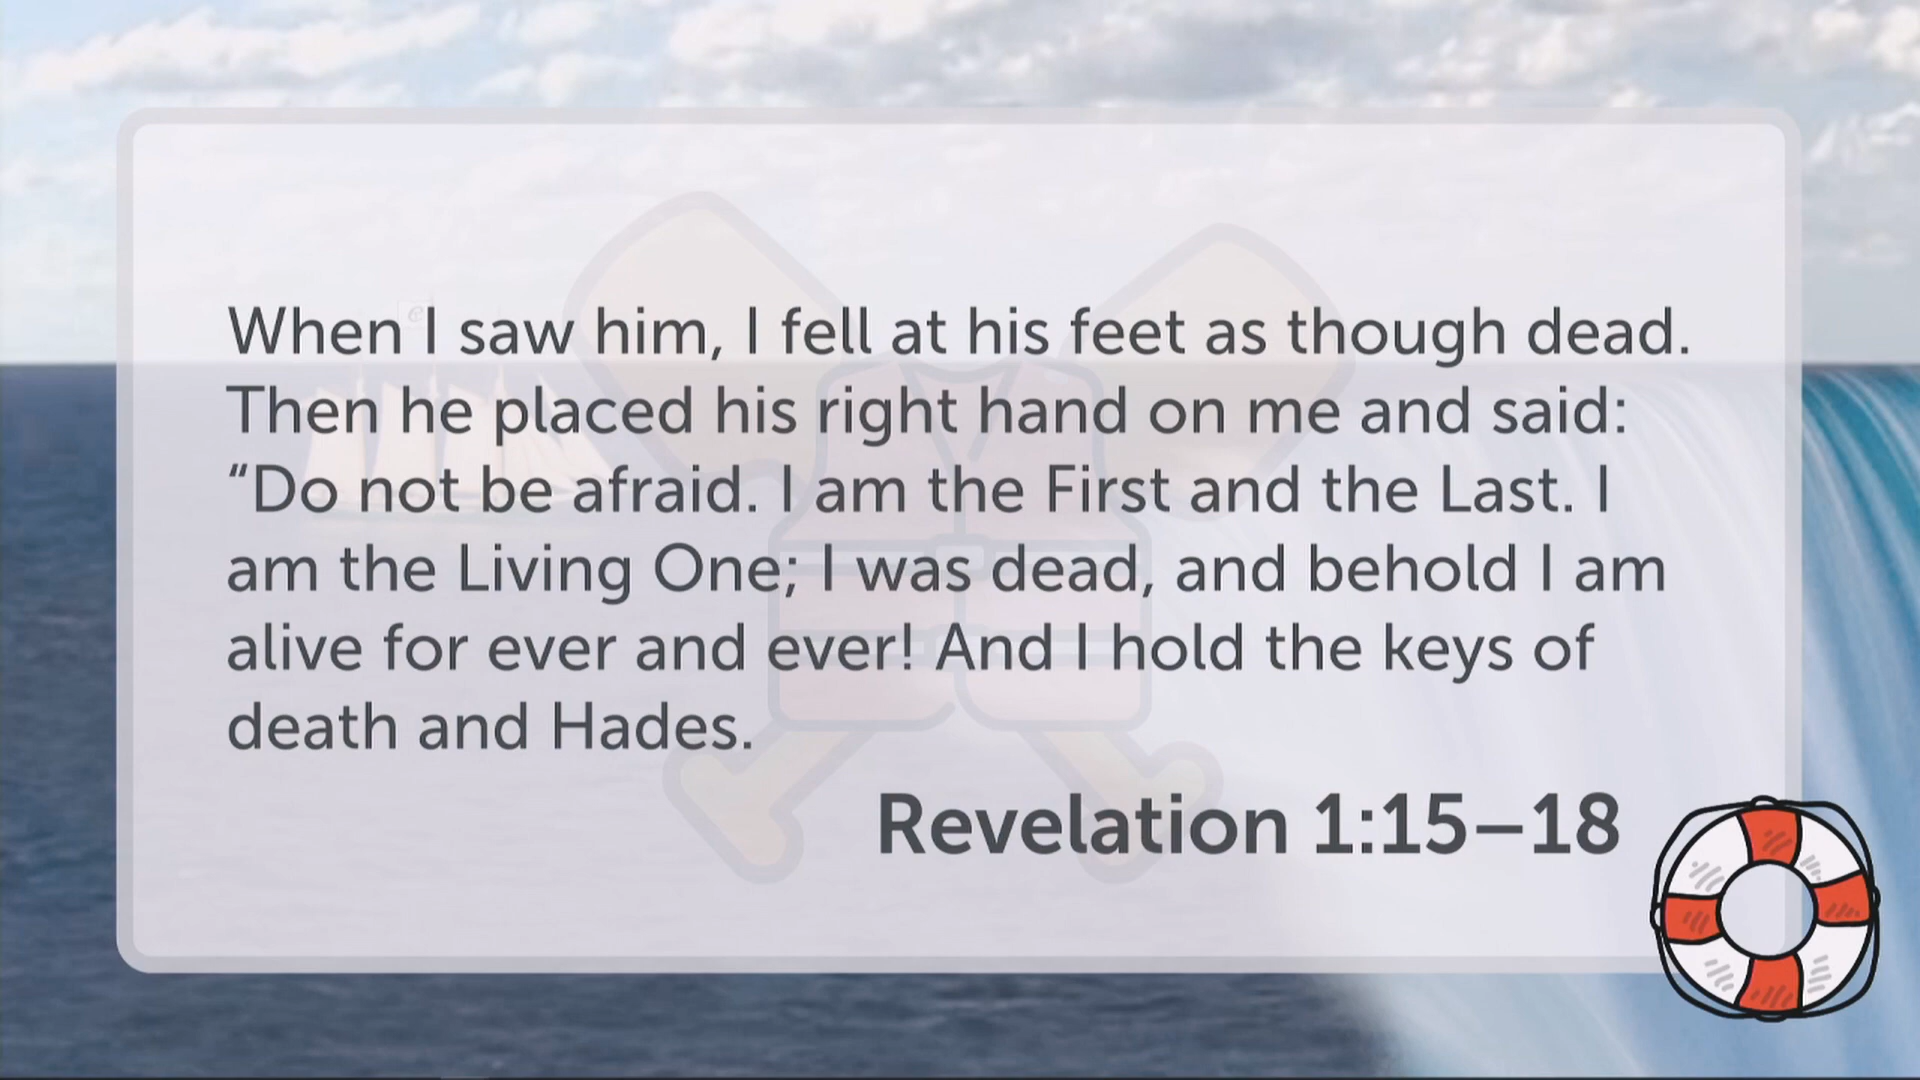 When I saw him, I fell at his feet as though dead.
Then he placed his right hand on me and said:
“Do not be afraid. I am the First and the Last. I
am the Living One; I was dead, and behold I am
alive for ever and ever! And I hold the keys of
death and Hades.
Revelation 1:15–18